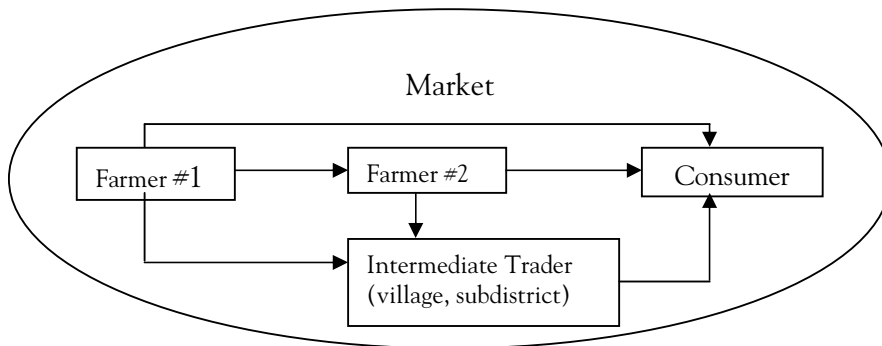 Market
Farmer #1
Farmer #2
Consumer
Intermediate Trader
(village, subdistrict)